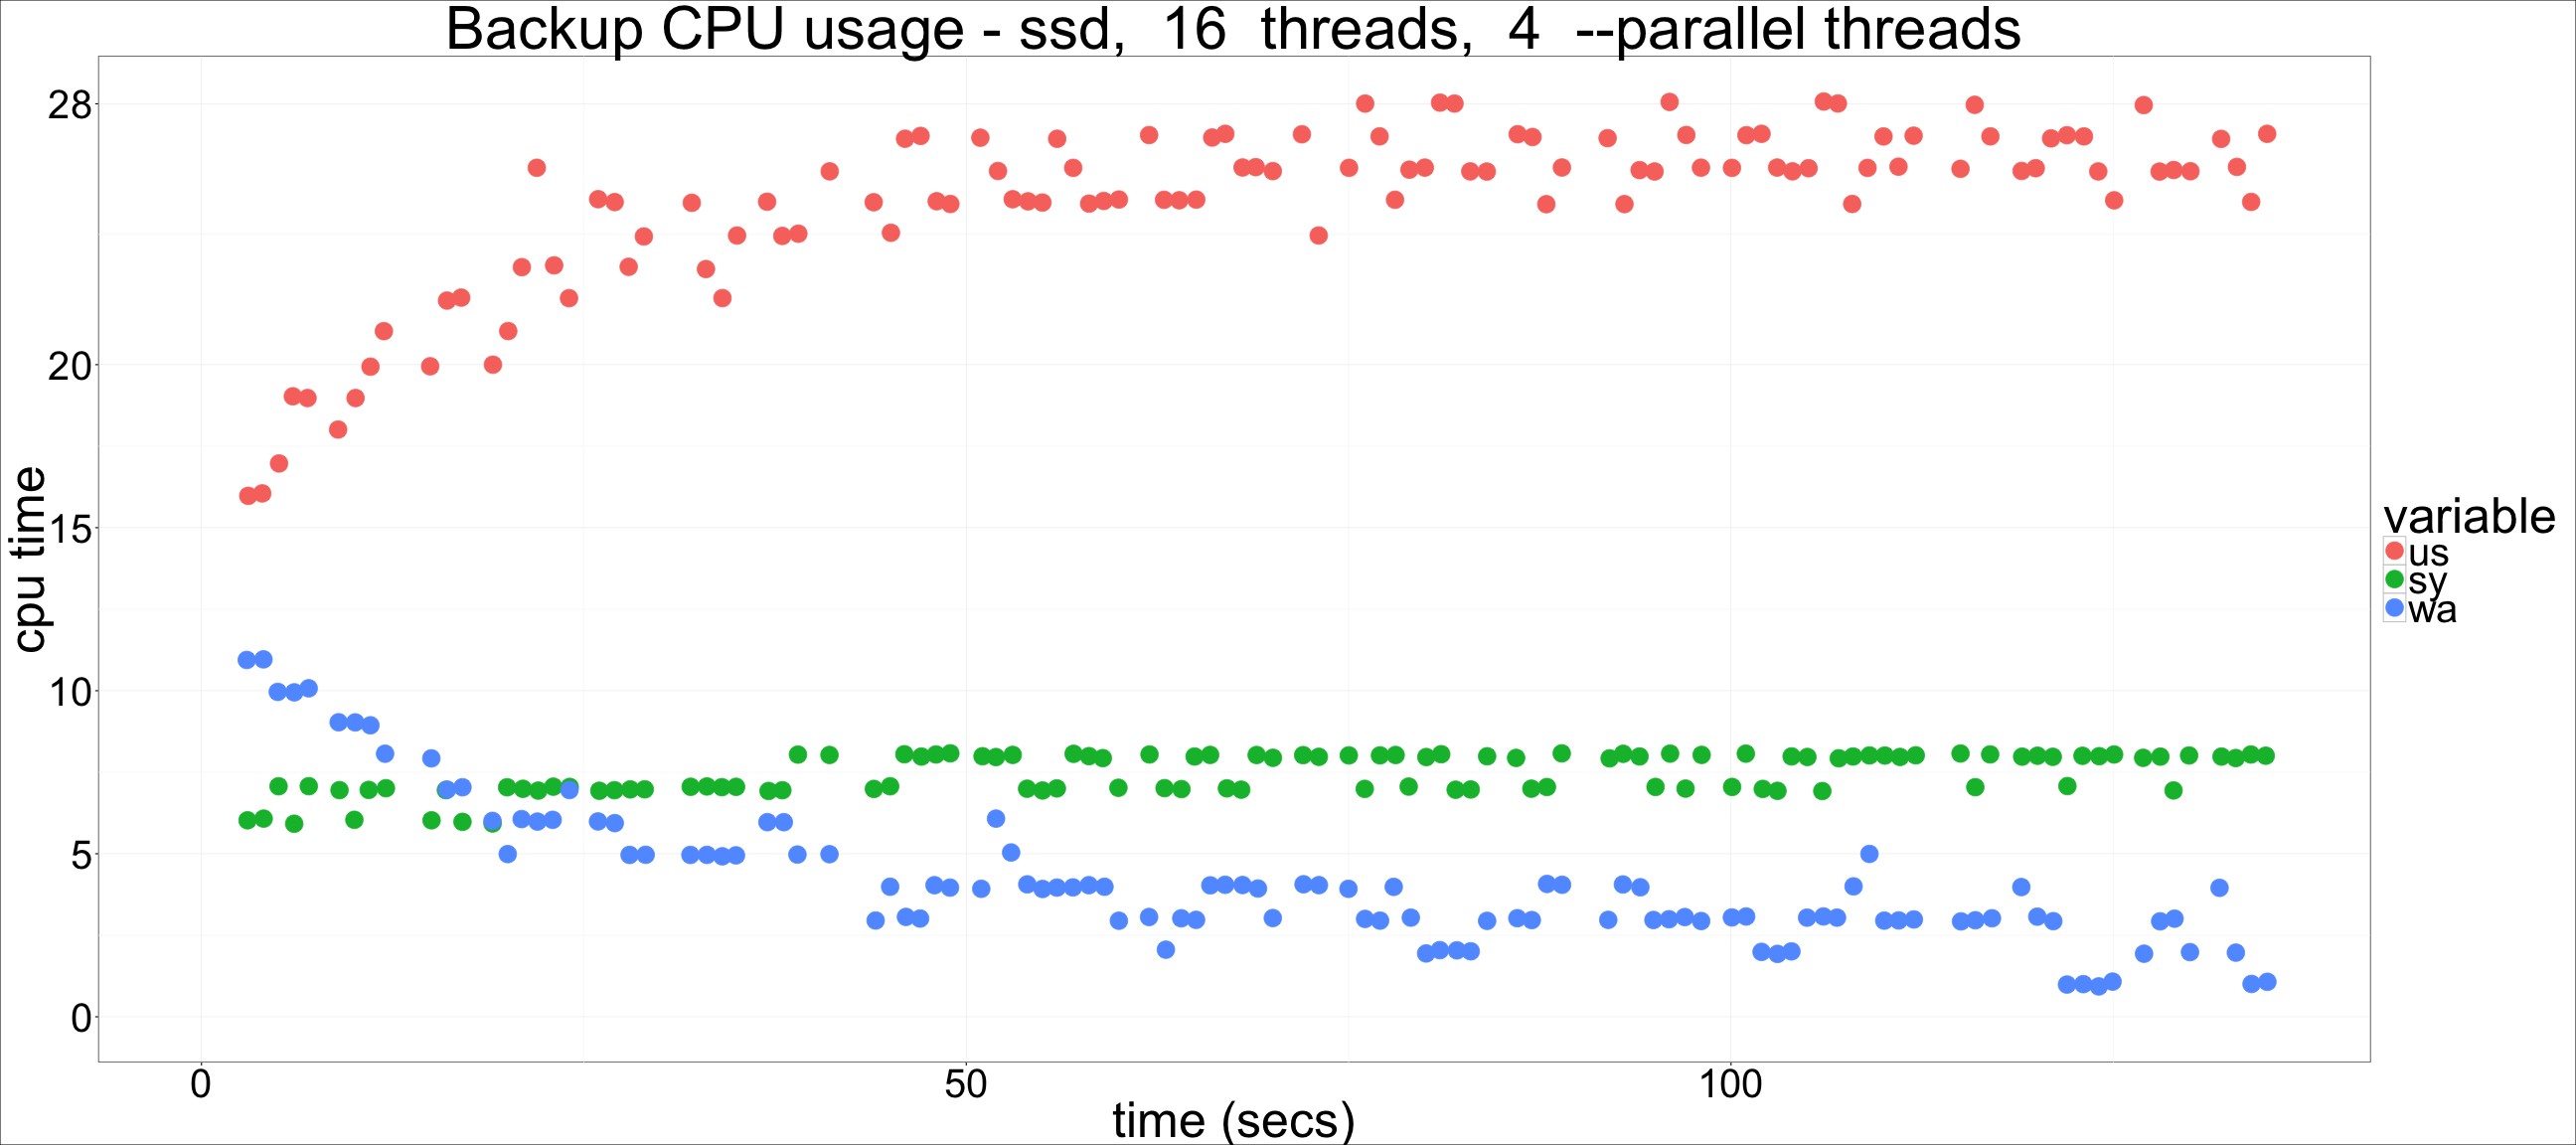 Backup CPU usage - ssd,  16  threads,  4  --parallel threads
28
20
15
10
5
0
cpu time
0 50 100
time (secs)
variable
us
sy
wa